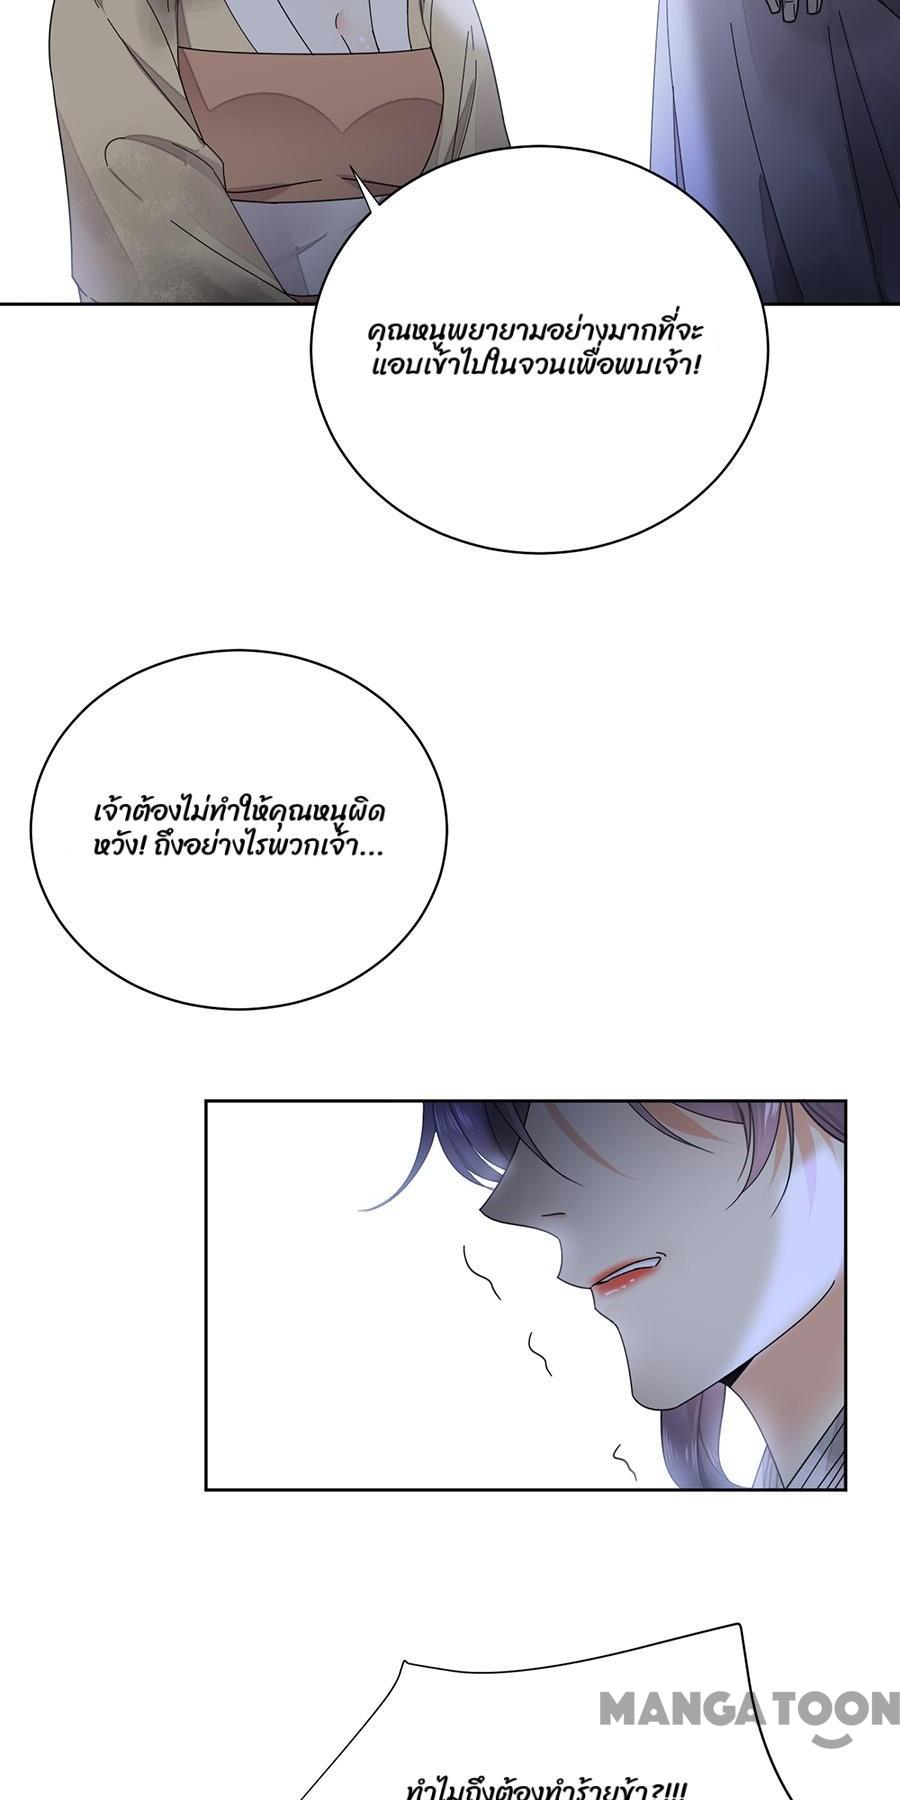 คุณหนูพยายามอย่างมากที่จะ
แอบเข้าไปในจวนเพื่อพบเจ้า!
เจ้าต้องไม่ทำให้คุณหนูผิด
หวัง! ถึงอย่างไรพวกเจ้า...
MANGATOON
ทำไมถึงต้องทำร้ายข้า?!!!